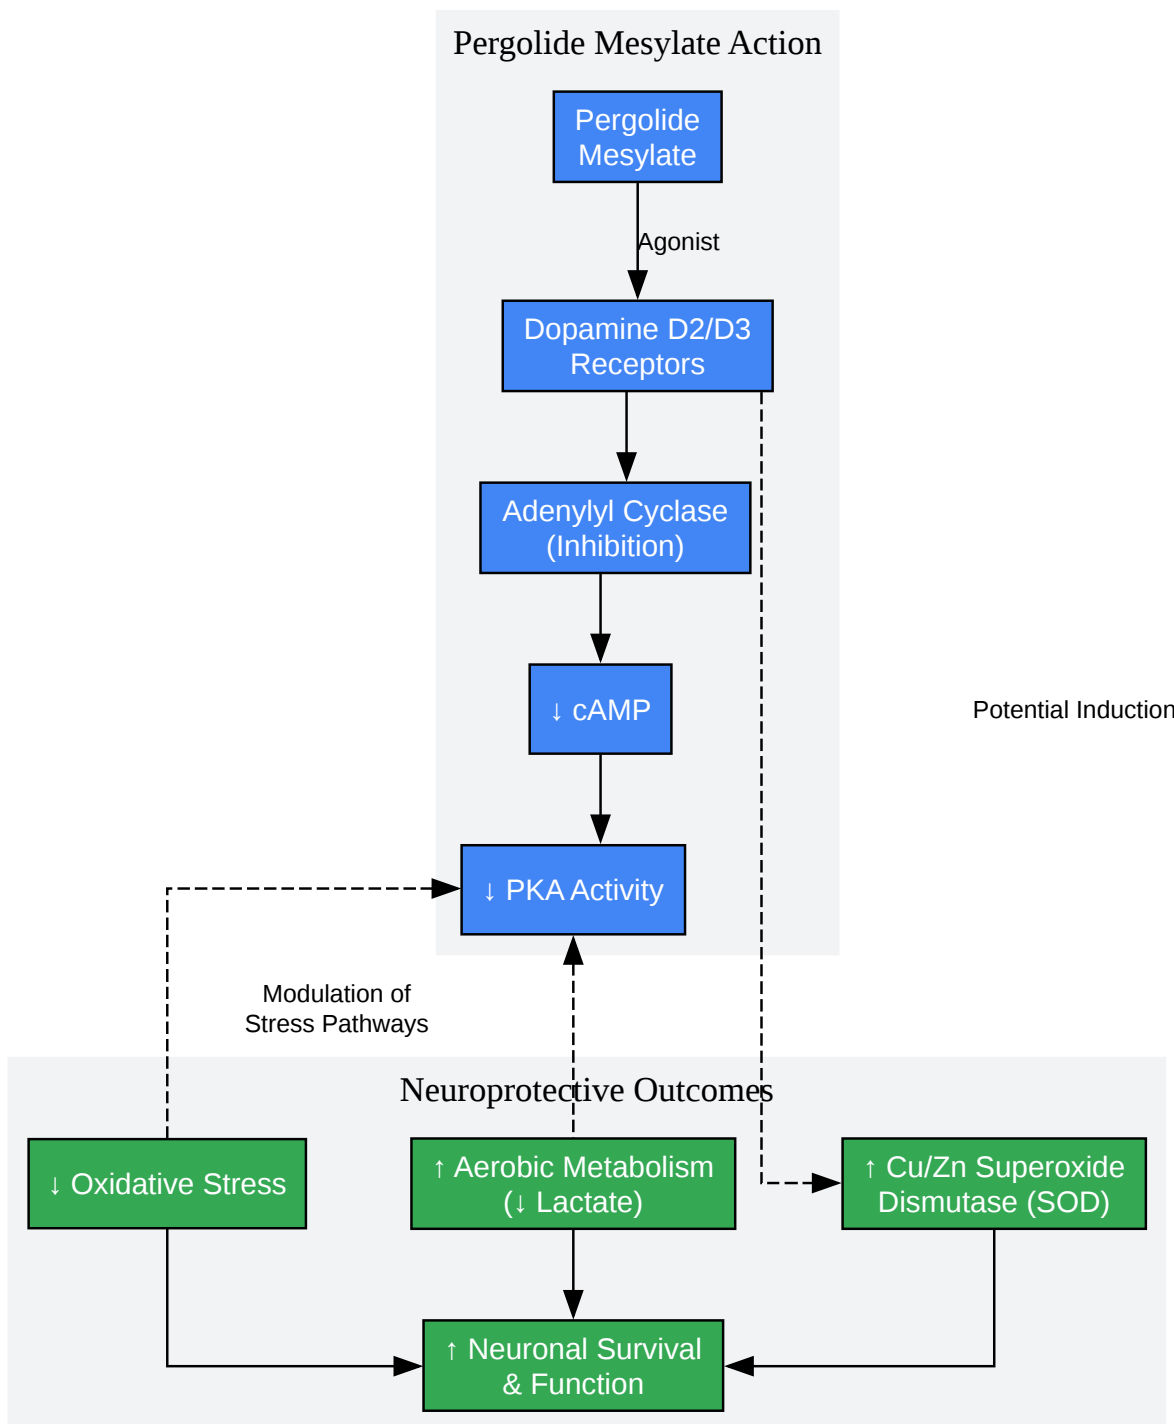 Pergolide Mesylate Action
Pergolide
Mesylate
Agonist
Dopamine D2/D3
Receptors
Adenylyl Cyclase
(Inhibition)
↓ cAMP
Potential Induction
↓ PKA Activity
Modulation of
Stress Pathways
Neuroprotective Outcomes
↓ Oxidative Stress
↑ Aerobic Metabolism
(↓ Lactate)
↑ Cu/Zn Superoxide
Dismutase (SOD)
↑ Neuronal Survival
& Function